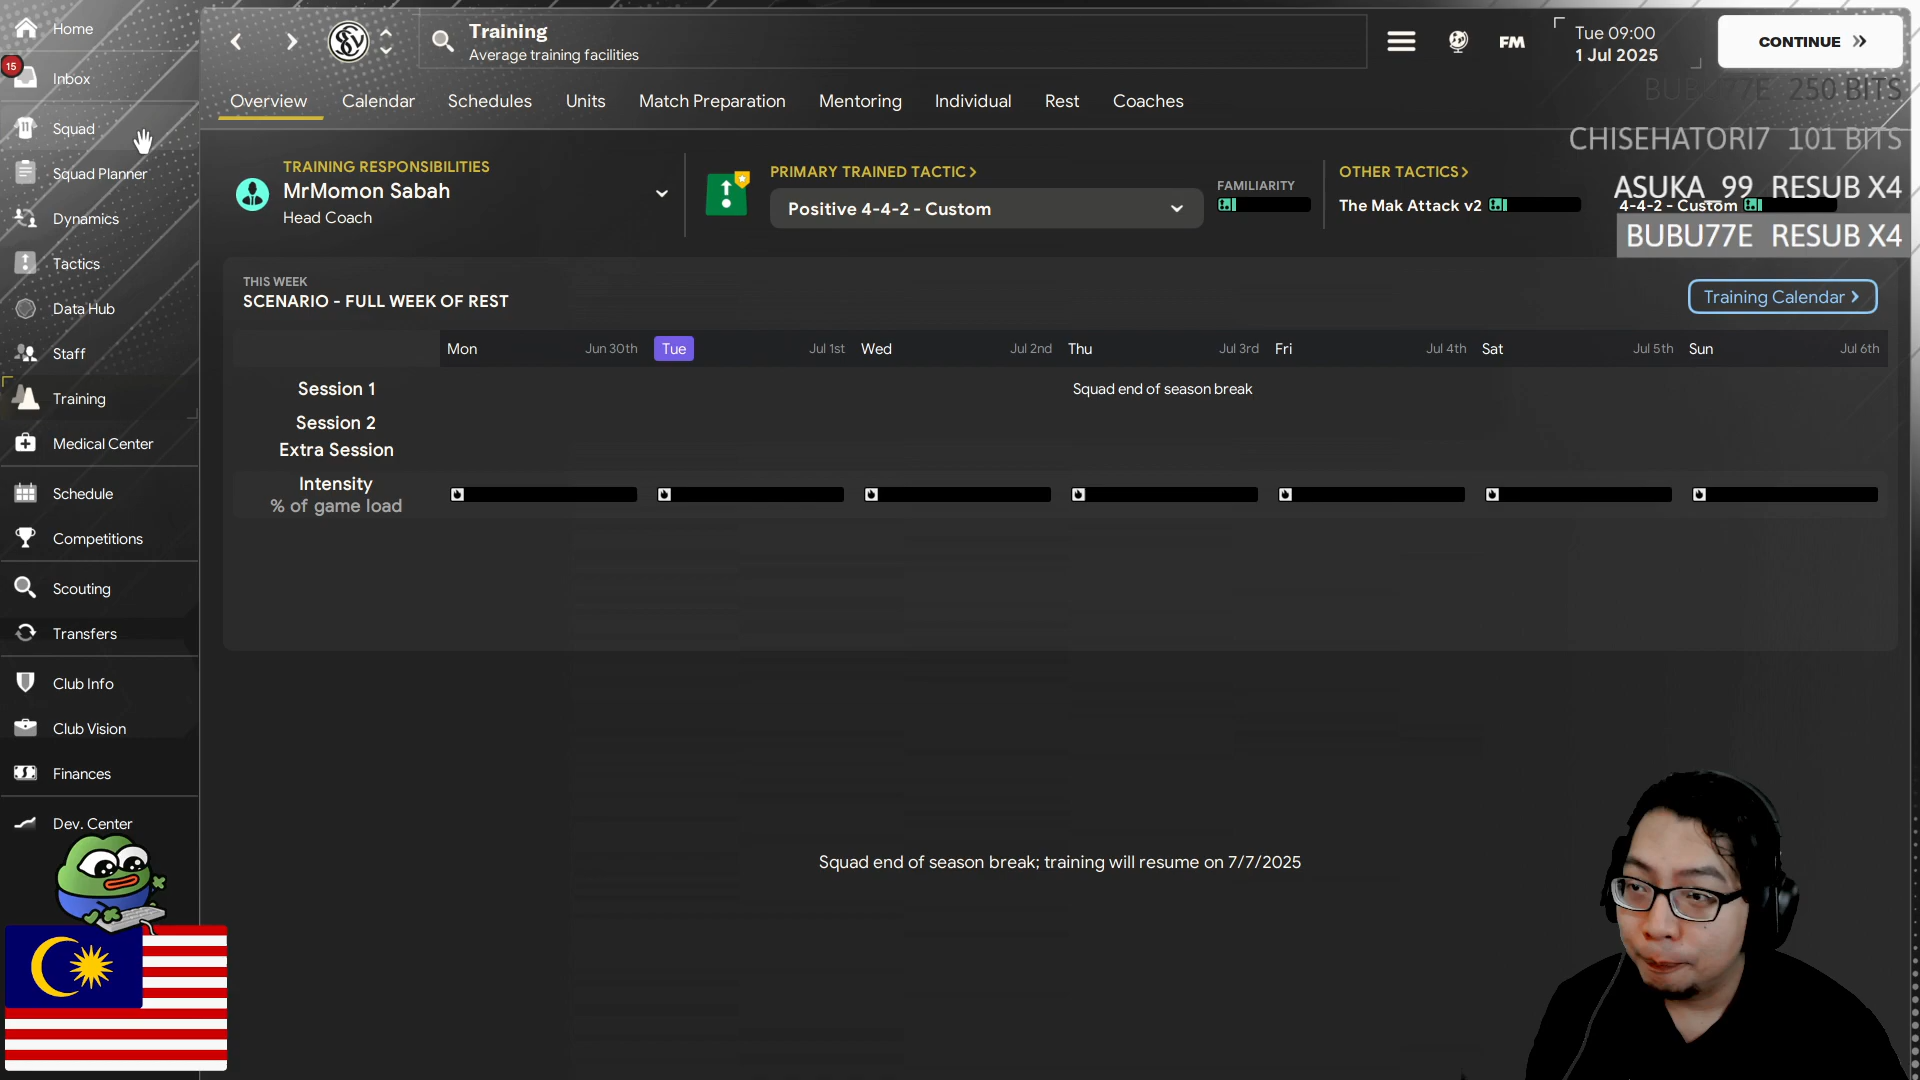 Home
15
Inbox
Squad
Squad Planner
Dynamics
Tactics
Data Hub
Staff
Training
Medical Center
Schedule
Competitions
Scouting
Transfers
Club Info
Club Vision
Finances
Dev. Center
Training
Average training facilities
FM
Tue 09:00
1 Jul 2025
CONTINUE
BUBU77E 250 BITS
CHISEHATORI7 101 BITS
ASUKA_99 RESUB X4
BUBU77E RESUB X4
Overview Calendar Schedules Units Match Preparation Mentoring Individual Rest Coaches
TRAINING RESPONSIBILITIES
MrMomon Sabah
Head Coach
PRIMARY TRAINED TACTIC
Positive 4-4-2 - Custom
FAMILIARITY
OTHER TACTICS
The Mak Attack v2
4-4-2 - Custom
THIS WEEK
SCENARIO - FULL WEEK OF REST
Training Calendar
Mon Jun 30th Tue Jul 1st Wed Jul 2nd Thu Jul 3rd Fri Jul 4th Sat Jul 5th Sun Jul 6th
Session 1
Squad end of season break
Session 2
Extra Session
Intensity
% of game load
Squad end of season break; training will resume on 7/7/2025